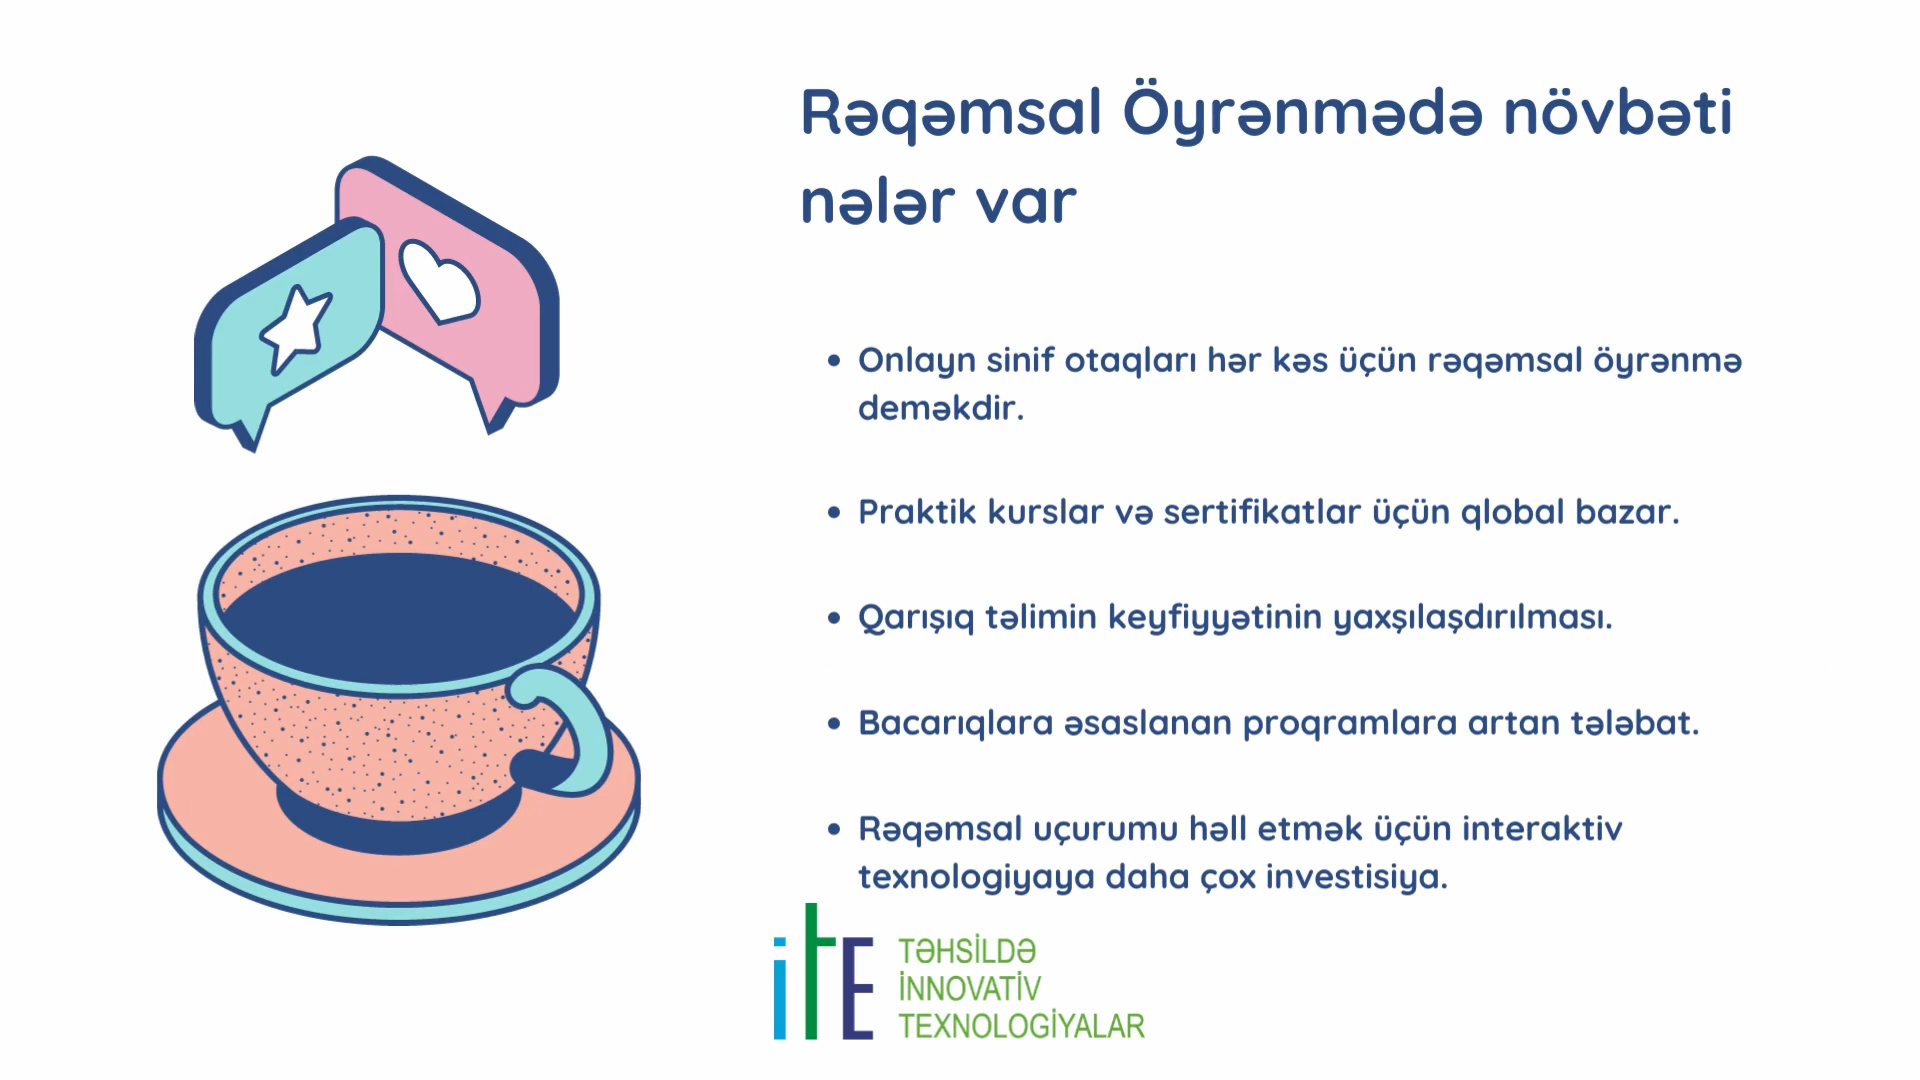 Rəqəmsal Öyrənmədə növbəti
nələr var
• Onlayn sinif otaqları hər kəs üçün rəqəmsal öyrənmə
deməkdir.
• Praktik kurslar və sertifikatlar üçün qlobal bazar.
• Qarışıq təlimin keyfiyyətinin yaxşılaşdırılması.
• Bacarıqlara əsaslanan proqramlara artan tələbat.
• Rəqəmsal uçurumu həll etmək üçün interaktiv
texnologiyaya daha çox investisiya.
itE
TƏHSİLDƏ
İNNOVATİV
TEXNOLOGİYALAR